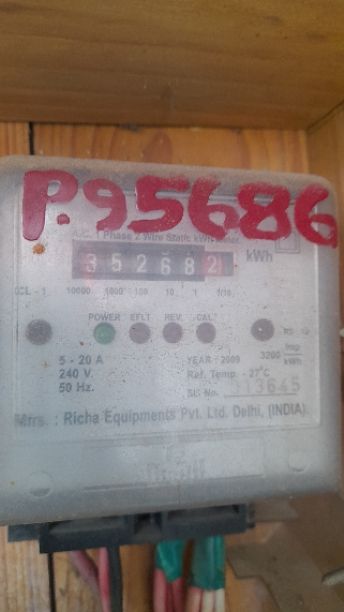 P.95686
A.C. 1 Phase 2 Wire Static kWh Meter.
352682 kWh
CL - 1 10000 1000 100 10 1 1/10
POWER EFLT REV. CAL
5 - 20 A YEAR : 2009 3200 imp/kWh
240 V. Ref. Temp. - 27°C
50 Hz. Sl. No. 13645
Mfrs. : Richa Equipments Pvt. Ltd. Delhi, (INDIA).